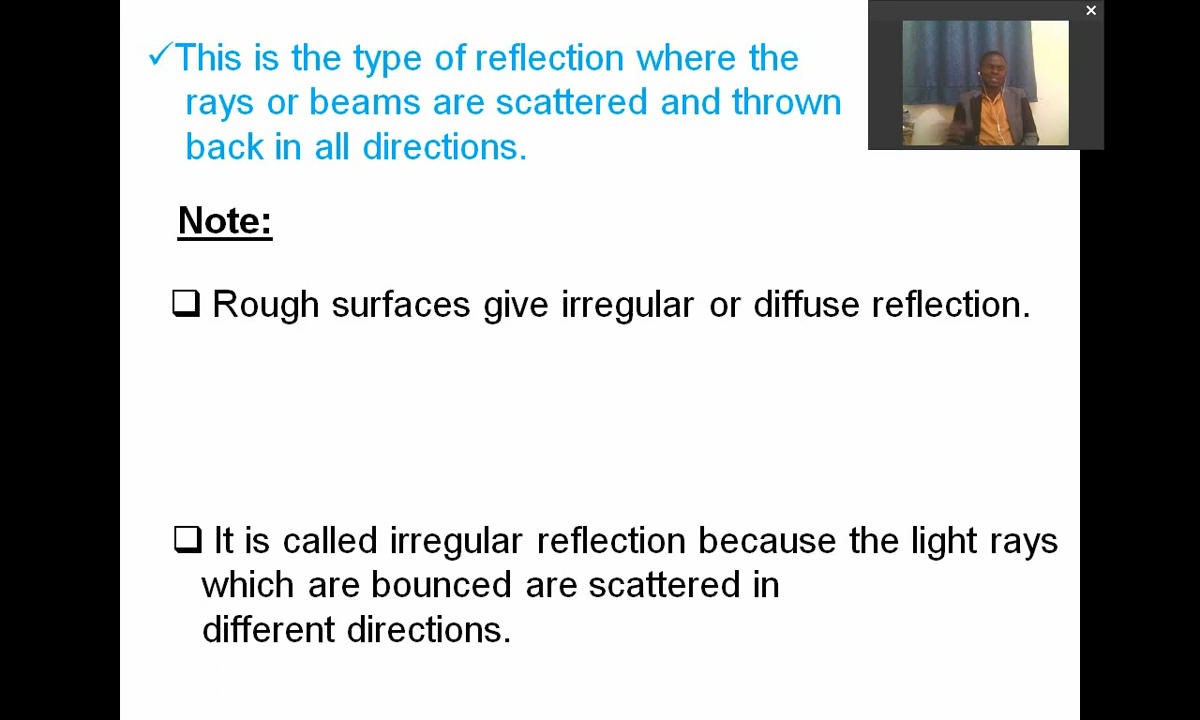 ✓This is the type of reflection where the
rays or beams are scattered and thrown
back in all directions.
Note:
❑ Rough surfaces give irregular or diffuse reflection.
❑ It is called irregular reflection because the light rays
which are bounced are scattered in
different directions.